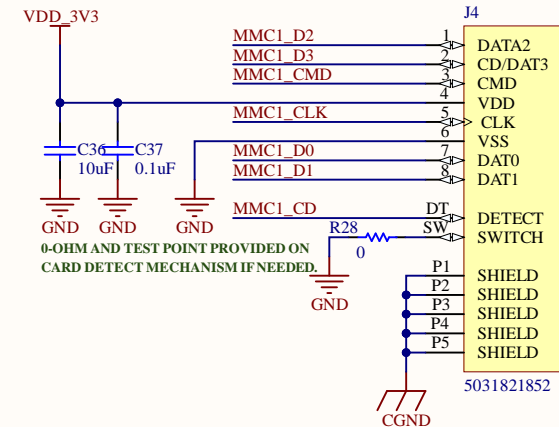 VDD_3V3
J4
MMC1_D2 1 DATA2
MMC1_D3 2 CD/DAT3
MMC1_CMD 3 CMD
4 VDD
MMC1_CLK 5 CLK
6 VSS
MMC1_D0 7 DAT0
MMC1_D1 8 DAT1
C36 C37
10uF 0.1uF
GND GND GND
MMC1_CD DT DETECT
R28 SW SWITCH
0
0-OHM AND TEST POINT PROVIDED ON
CARD DETECT MECHANISM IF NEEDED.
GND
P1 SHIELD
P2 SHIELD
P3 SHIELD
P4 SHIELD
P5 SHIELD
5031821852
CGND